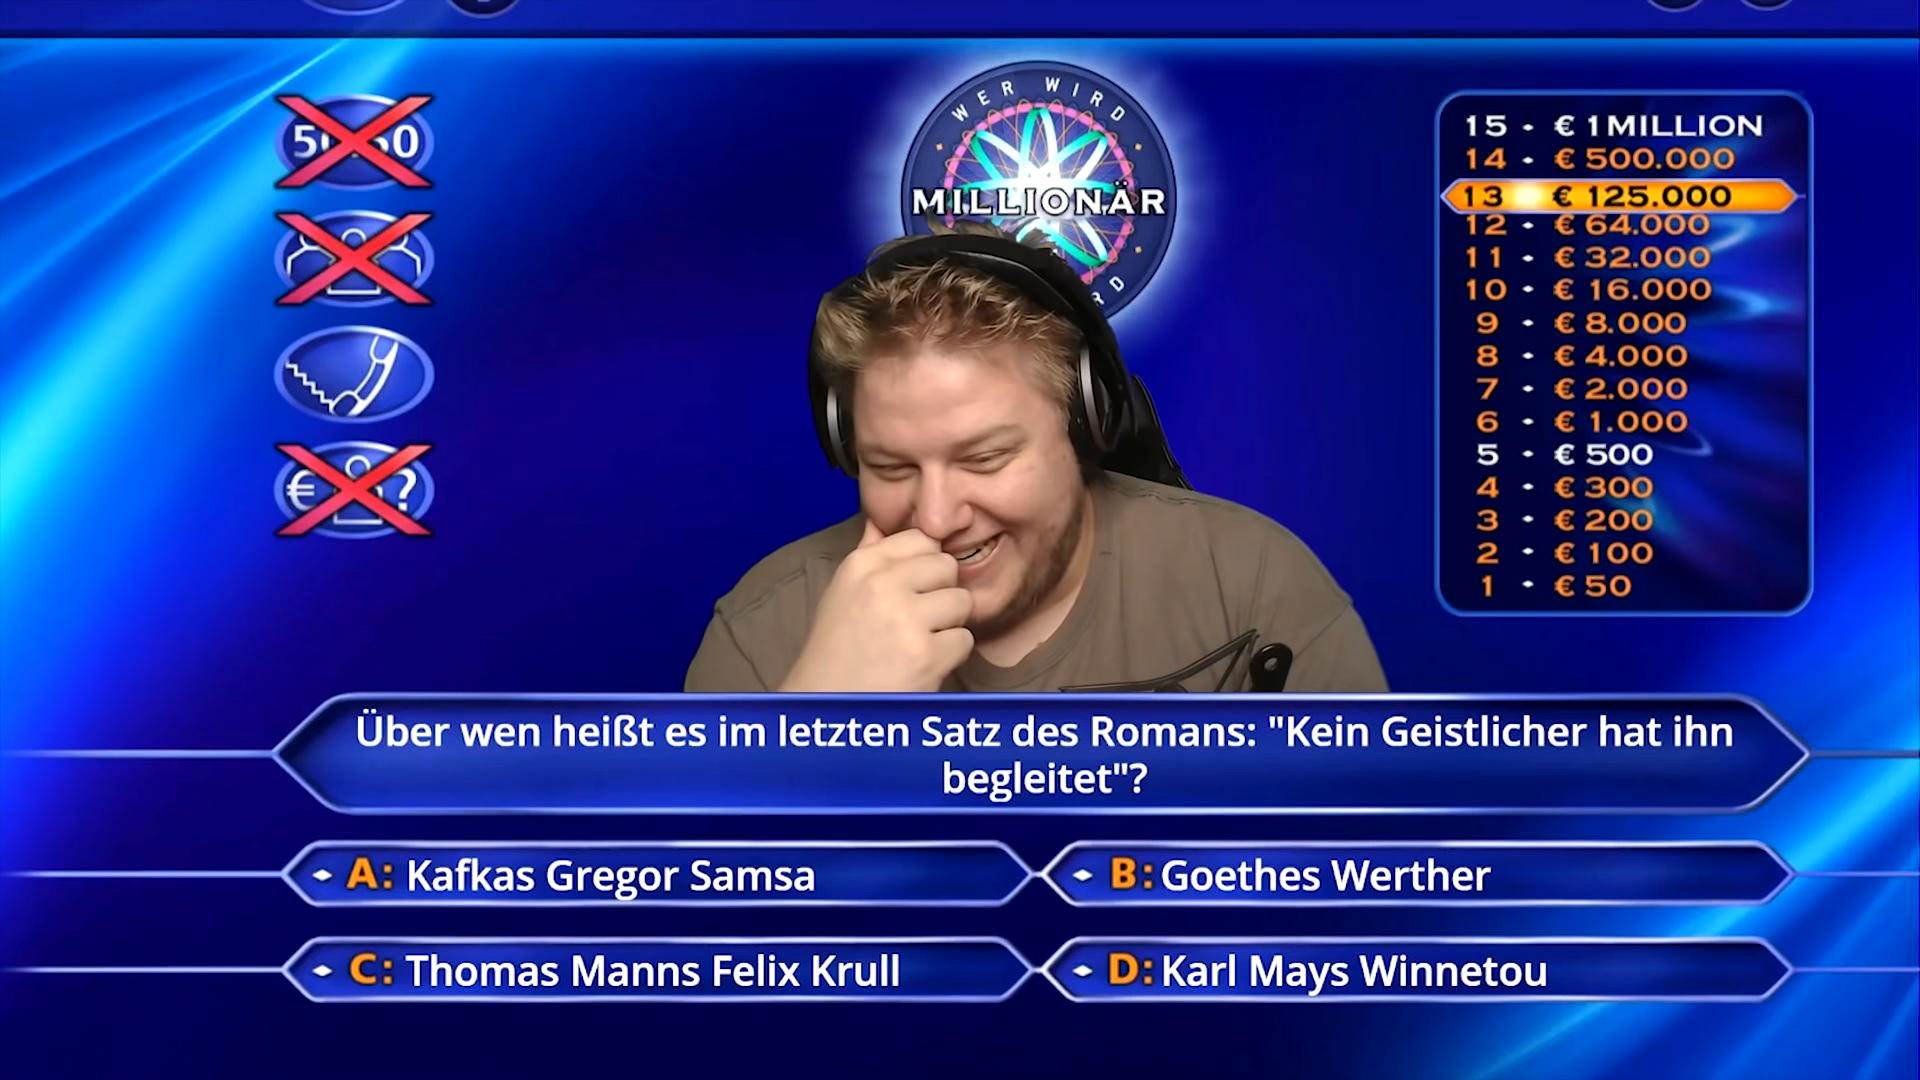 WER WIRD
MILLIONÄR
15 · € 1 MILLION
14 · € 500.000
13 € 125.000
12 · € 64.000
11 · € 32.000
10 · € 16.000
9 · € 8.000
8 · € 4.000
7 · € 2.000
6 · € 1.000
5 · € 500
4 · € 300
3 · € 200
2 · € 100
1 · € 50
€ ?
Über wen heißt es im letzten Satz des Romans: "Kein Geistlicher hat ihn
begleitet"?
A: Kafkas Gregor Samsa
B: Goethes Werther
C: Thomas Manns Felix Krull
D: Karl Mays Winnetou